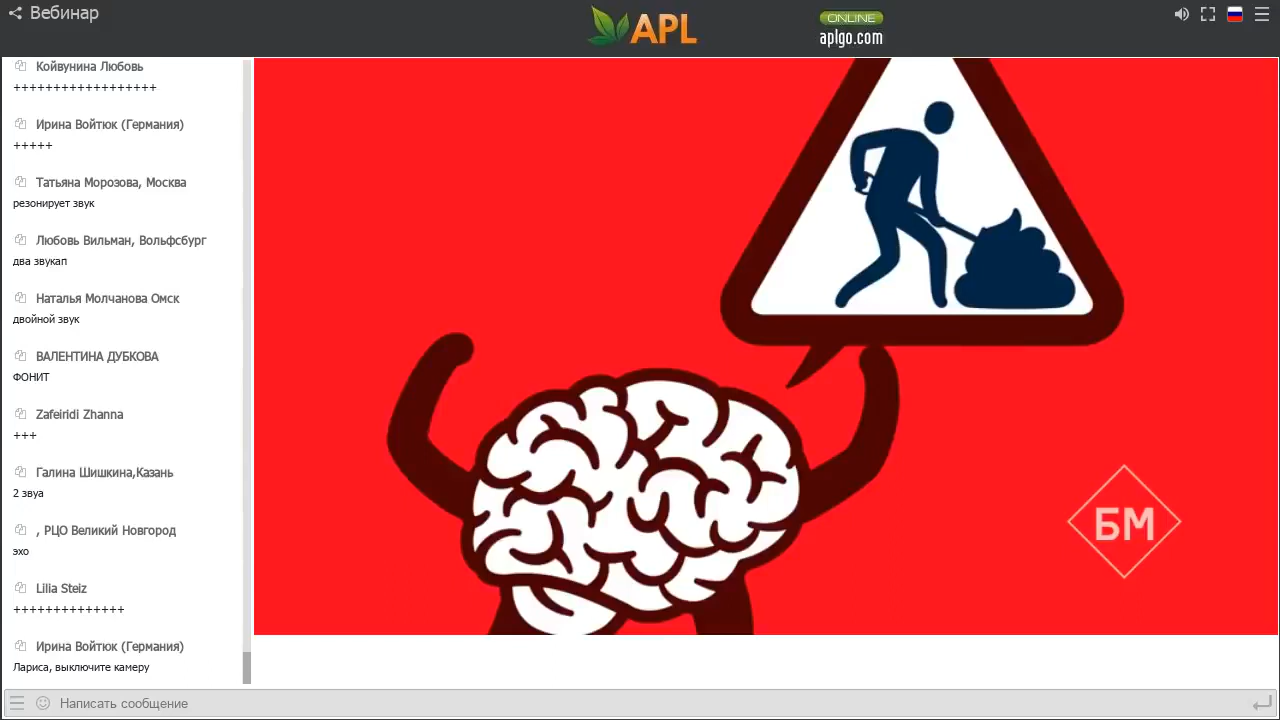 Вебинар
APL
ONLINE
aplgo.com
Койвунина Любовь
++++++++++++++++++
Ирина Войтюк (Германия)
+++++
Татьяна Морозова, Москва
резонирует звук
Любовь Вильман, Вольфсбург
два звукап
Наталья Молчанова Омск
двойной звук
ВАЛЕНТИНА ДУБКОВА
ФОНИТ
Zafeiridi Zhanna
+++
Галина Шишкина,Казань
2 звуа
, РЦО Великий Новгород
эхо
Lilia Steiz
++++++++++++++
Ирина Войтюк (Германия)
Лариса, выключите камеру
БМ
Написать сообщение